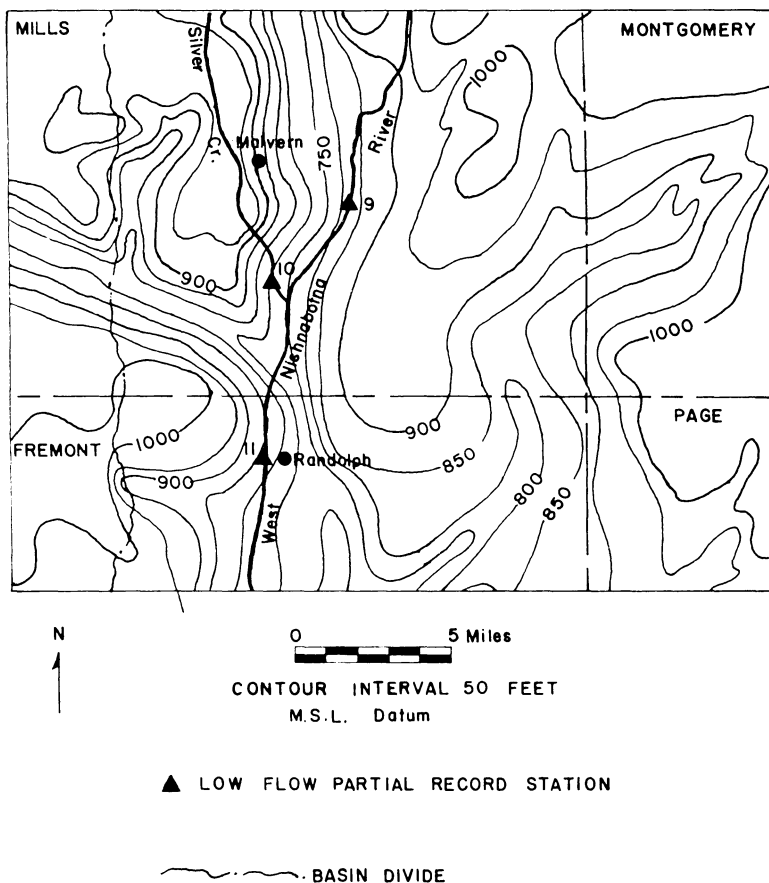 MILLS
MONTGOMERY
Silver
Cr.
Malvern
750
River
1000
9
10
900
Nishnabotna
1000
1000
900
PAGE
FREMONT
11
Randolph
850
800
850
900
West
N
0 5 Miles
CONTOUR INTERVAL 50 FEET
M.S.L. Datum
LOW FLOW PARTIAL RECORD STATION
BASIN DIVIDE